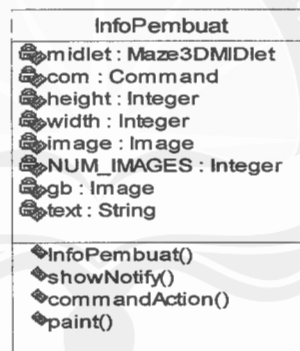 InfoPembuat
midlet : Maze3DMIDlet
com : Command
height : Integer
width : Integer
image : Image
NUM_IMAGES : Integer
gb : Image
text : String
InfoPembuat()
showNotify()
commandAction()
paint()